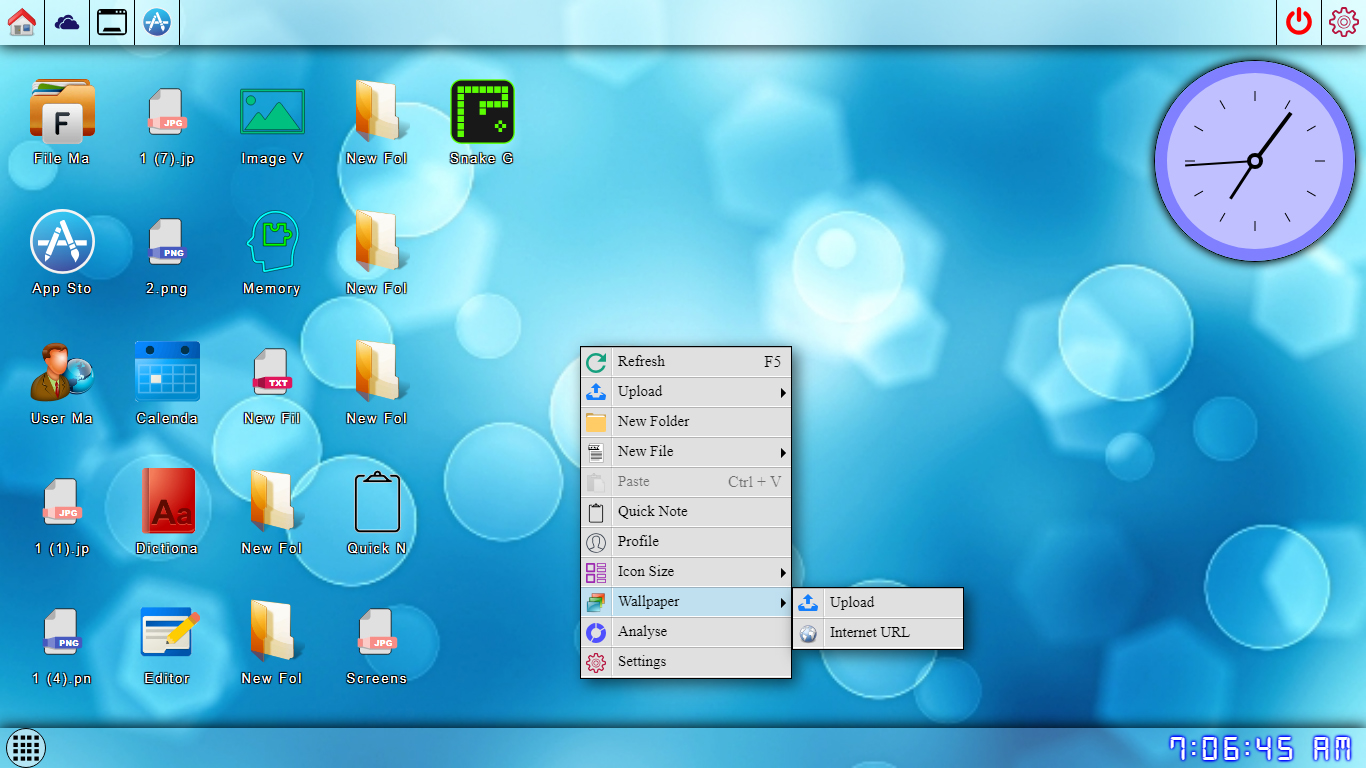 F
JPG
File Ma
1 (7).jp
Image V
New Fol
Snake G
PNG
App Sto
2.png
Memory
New Fol
TXT
User Ma
Calenda
New Fil
New Fol
JPG
Aa
1 (1).jp
Dictiona
New Fol
Quick N
PNG
JPG
1 (4).pn
Editor
New Fol
Screens
Refresh F5
Upload
New Folder
New File
Paste Ctrl + V
Quick Note
Profile
Icon Size
Wallpaper
Analyse
Settings
Upload
Internet URL
7:06:45 AM